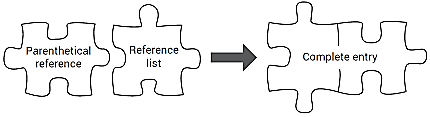 Parenthetical
reference
Reference
list
Complete entry